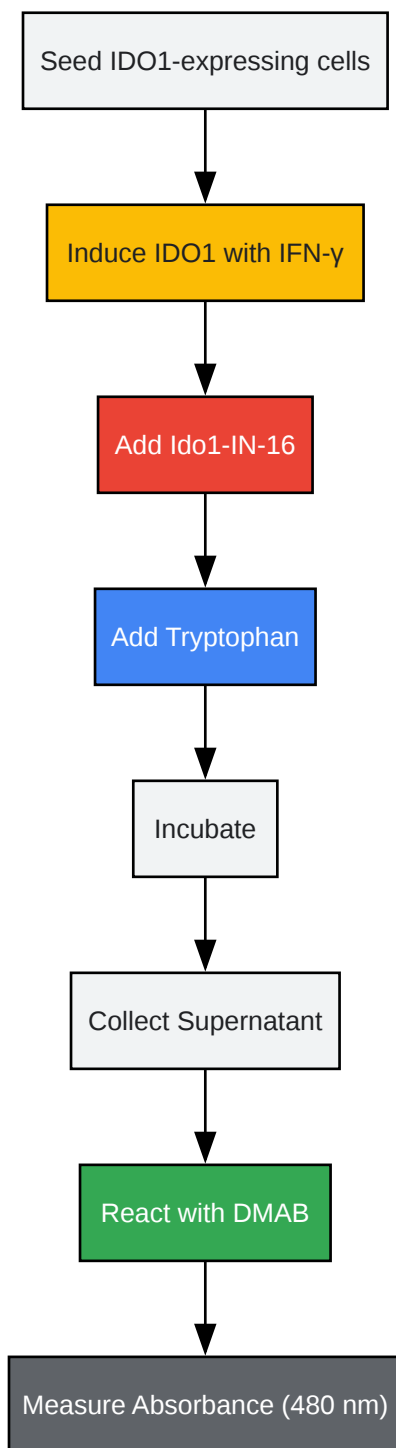 Seed IDO1-expressing cells
Induce IDO1 with IFN-γ
Add Ido1-IN-16
Add Tryptophan
Incubate
Collect Supernatant
React with DMAB
Measure Absorbance (480 nm)